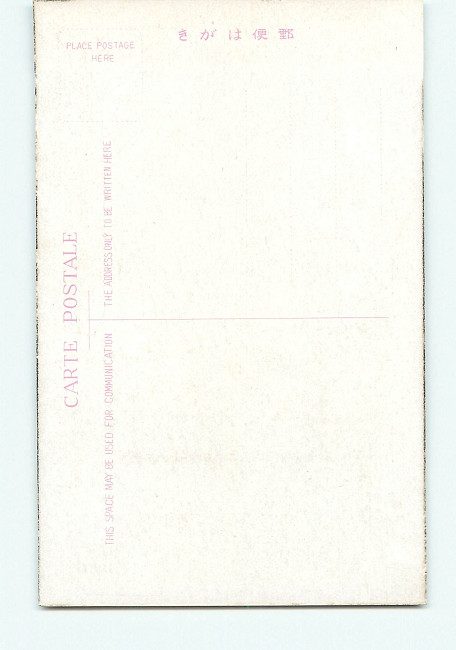 きがは便郵
PLACE POSTAGE
HERE
CARTE POSTALE
THE ADDRESS ONLY TO BE WRITTEN HERE
THIS SPACE MAY BE USED FOR COMMUNICATION